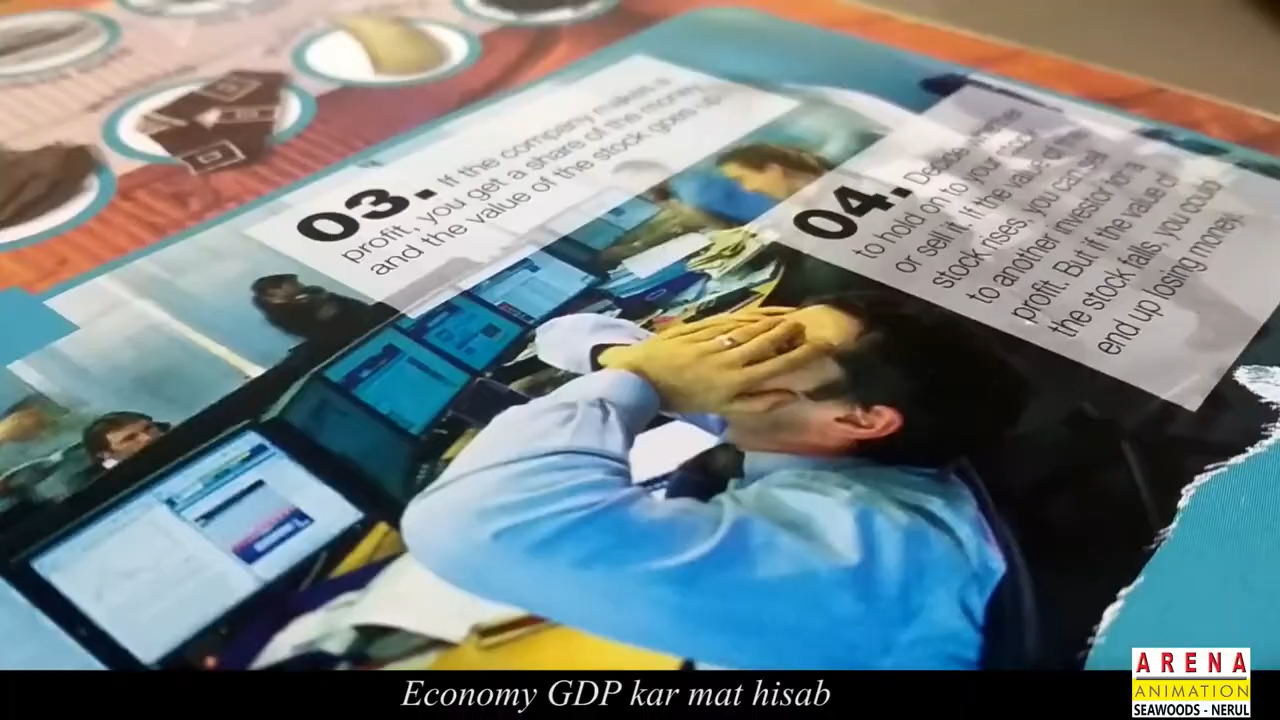 03. If the company makes a
profit, you get a share of the money,
and the value of the stock goes up.
04. Decide whether
to hold on to your stock
or sell it. If the value of the
stock rises, you can sell
to another investor for a
profit. But if the value of
the stock falls, you could
end up losing money.
Economy GDP kar mat hisab
ARENA
ANIMATION
SEAWOODS - NERUL